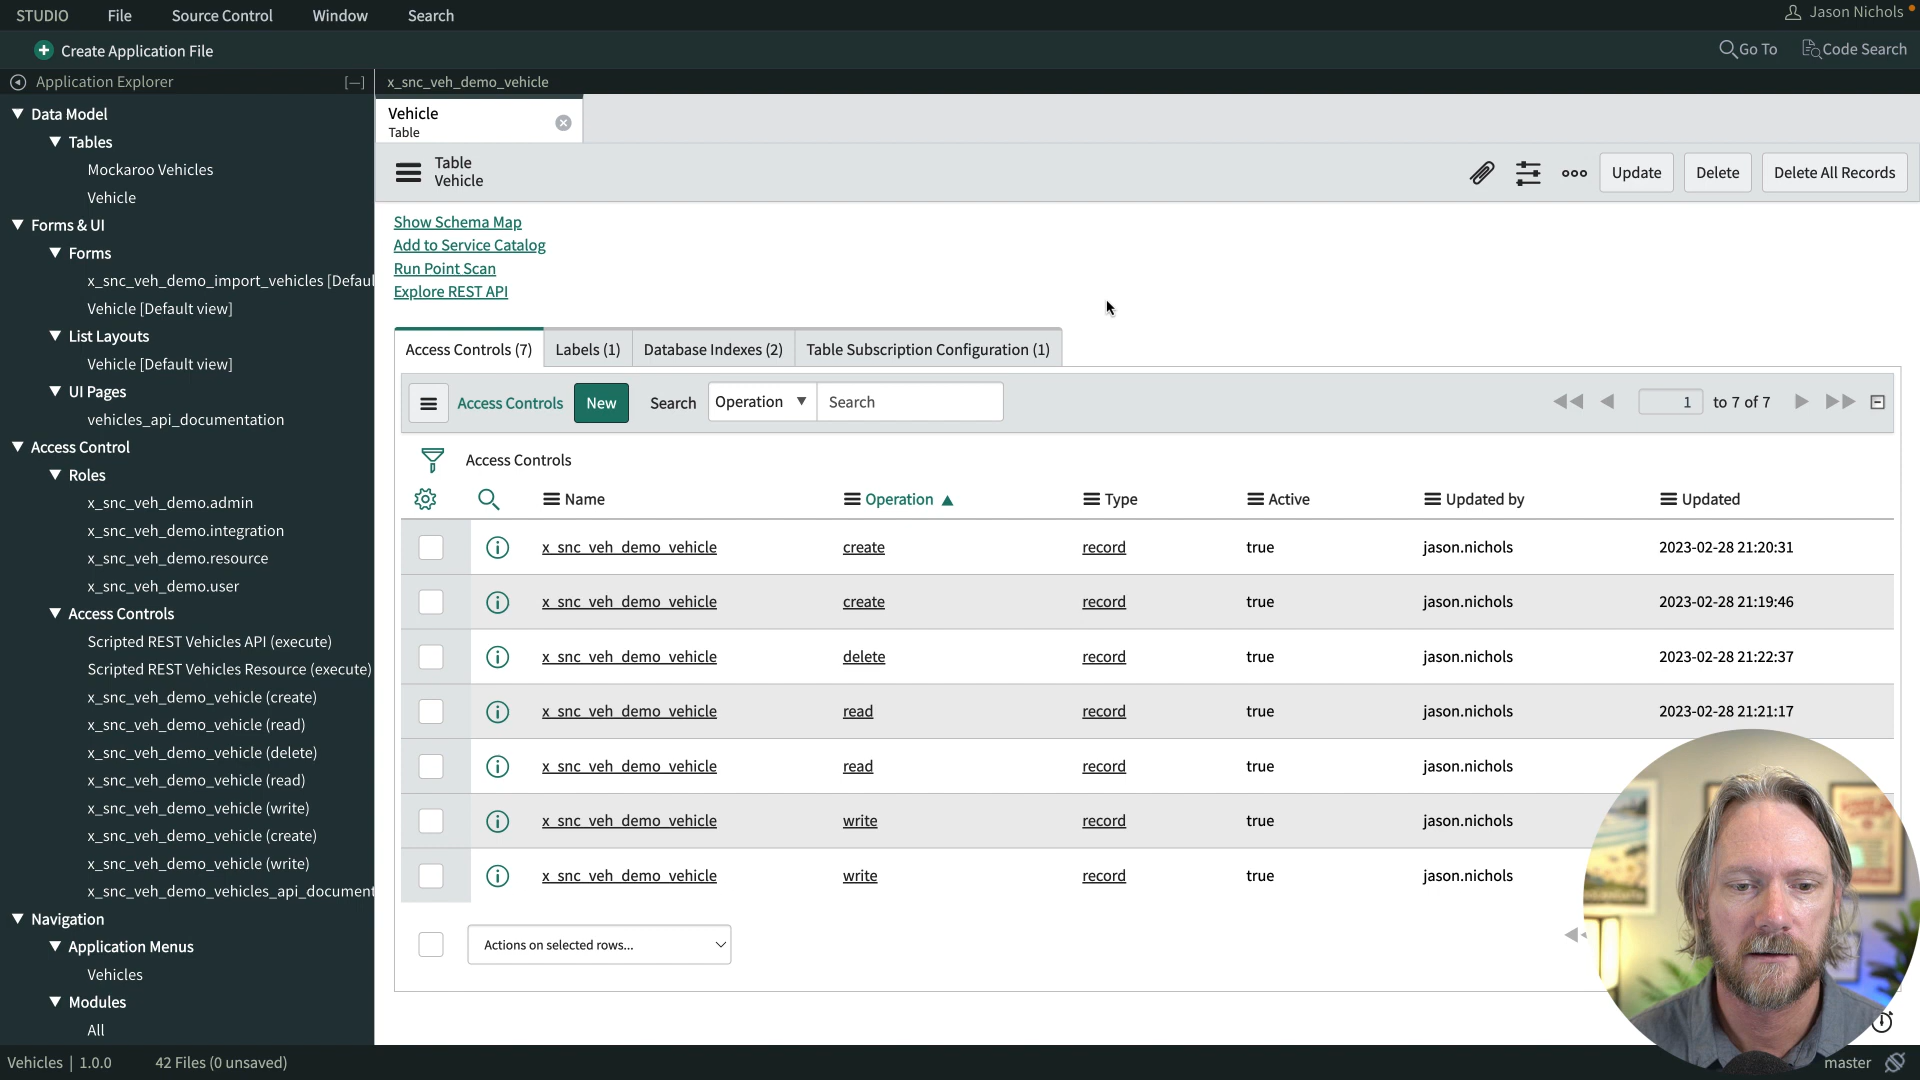 STUDIO File Source Control Window Search Jason Nichols
Create Application File Go To Code Search
Application Explorer [—] x_snc_veh_demo_vehicle
Data Model
Tables
Mockaroo Vehicles
Vehicle
Forms & UI
Forms
x_snc_veh_demo_import_vehicles [Defaul
Vehicle [Default view]
List Layouts
Vehicle [Default view]
UI Pages
vehicles_api_documentation
Access Control
Roles
x_snc_veh_demo.admin
x_snc_veh_demo.integration
x_snc_veh_demo.resource
x_snc_veh_demo.user
Access Controls
Scripted REST Vehicles API (execute)
Scripted REST Vehicles Resource (execute)
x_snc_veh_demo_vehicle (create)
x_snc_veh_demo_vehicle (read)
x_snc_veh_demo_vehicle (delete)
x_snc_veh_demo_vehicle (read)
x_snc_veh_demo_vehicle (write)
x_snc_veh_demo_vehicle (create)
x_snc_veh_demo_vehicle (write)
x_snc_veh_demo_vehicles_api_document
Navigation
Application Menus
Vehicles
Modules
All
Vehicle
Table
Table
Vehicle
Update Delete Delete All Records
Show Schema Map
Add to Service Catalog
Run Point Scan
Explore REST API
Access Controls (7) Labels (1) Database Indexes (2) Table Subscription Configuration (1)
Access Controls New Search Operation Search 1 to 7 of 7
Access Controls
Name Operation Type Active Updated by Updated
x_snc_veh_demo_vehicle create record true jason.nichols 2023-02-28 21:20:31
x_snc_veh_demo_vehicle create record true jason.nichols 2023-02-28 21:19:46
x_snc_veh_demo_vehicle delete record true jason.nichols 2023-02-28 21:22:37
x_snc_veh_demo_vehicle read record true jason.nichols 2023-02-28 21:21:17
x_snc_veh_demo_vehicle read record true jason.nichols
x_snc_veh_demo_vehicle write record true jason.nichols
x_snc_veh_demo_vehicle write record true jason.nichols
Actions on selected rows...
Vehicles | 1.0.0 42 Files (0 unsaved) master